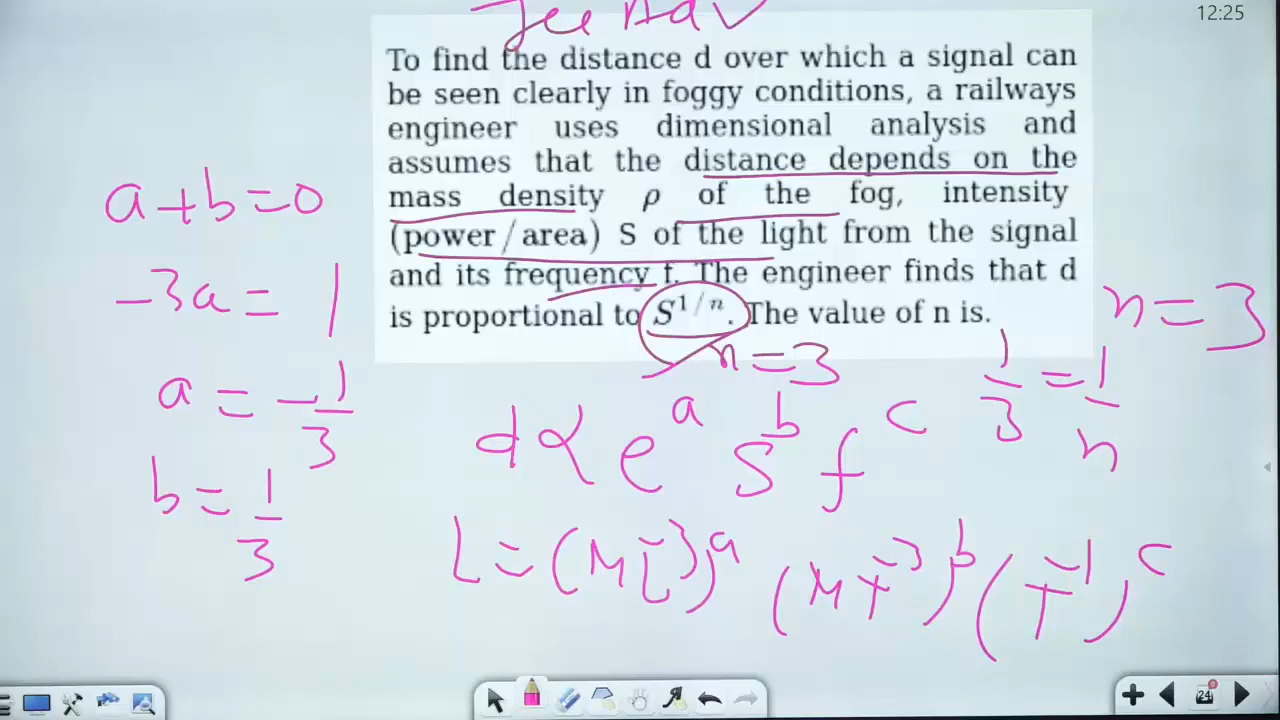 12:25
Jee Adv
To find the distance d over which a signal can
be seen clearly in foggy conditions, a railways
engineer uses dimensional analysis and
assumes that the distance depends on the
mass density ρ of the fog, intensity
(power/area) S of the light from the signal
and its frequency f. The engineer finds that d
is proportional to S^{1/n}. The value of n is.
a+b=0
-3a=1
a=-1/3
b=1/3
n=3
n=3
1/3=1/n
d∝e^a S^b f^c
L=(ML^{-3})^a (MT^{-3})^b (T^{-1})^c
24